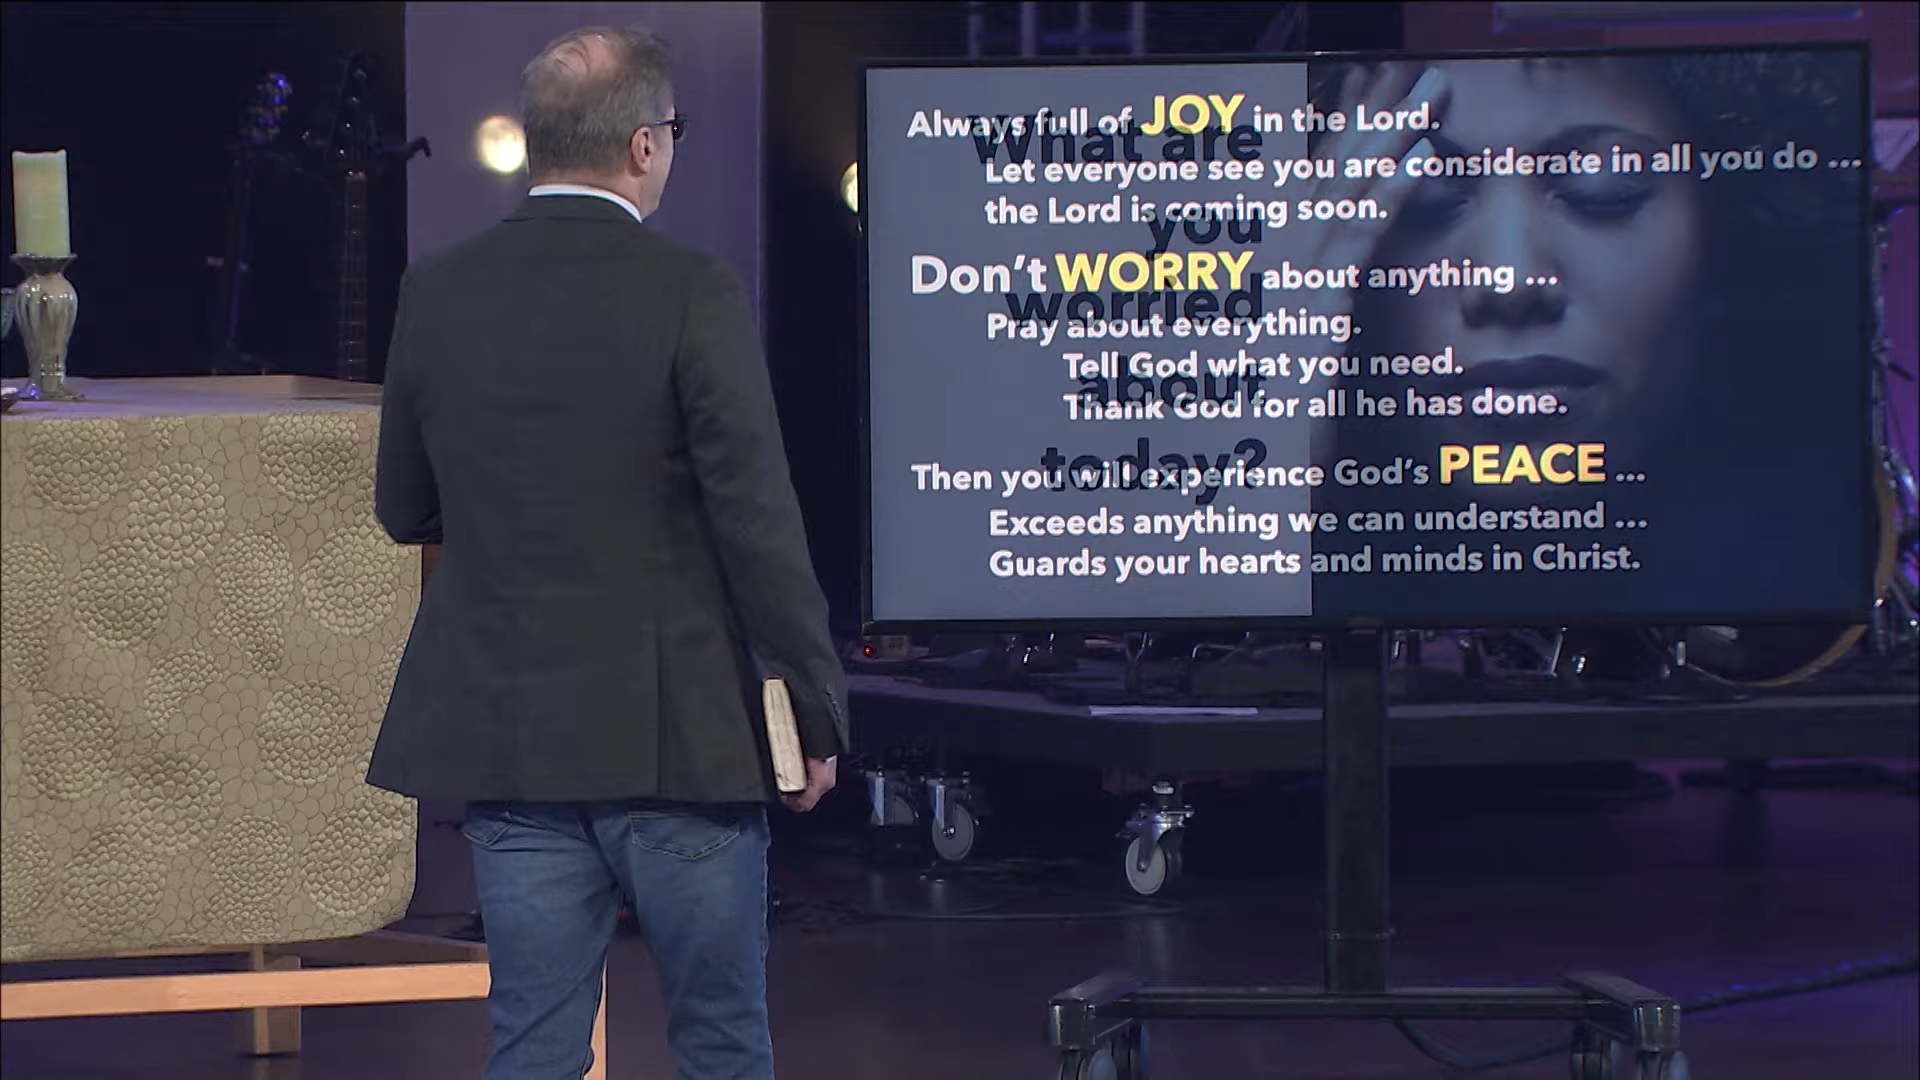 Always full of JOY in the Lord.
Let everyone see you are considerate in all you do ...
the Lord is coming soon.
Don't WORRY about anything ...
Pray about everything.
Tell God what you need.
Thank God for all he has done.
Then you will experience God's PEACE ...
Exceeds anything we can understand ...
Guards your hearts and minds in Christ.
What are
you
worried
about
today?